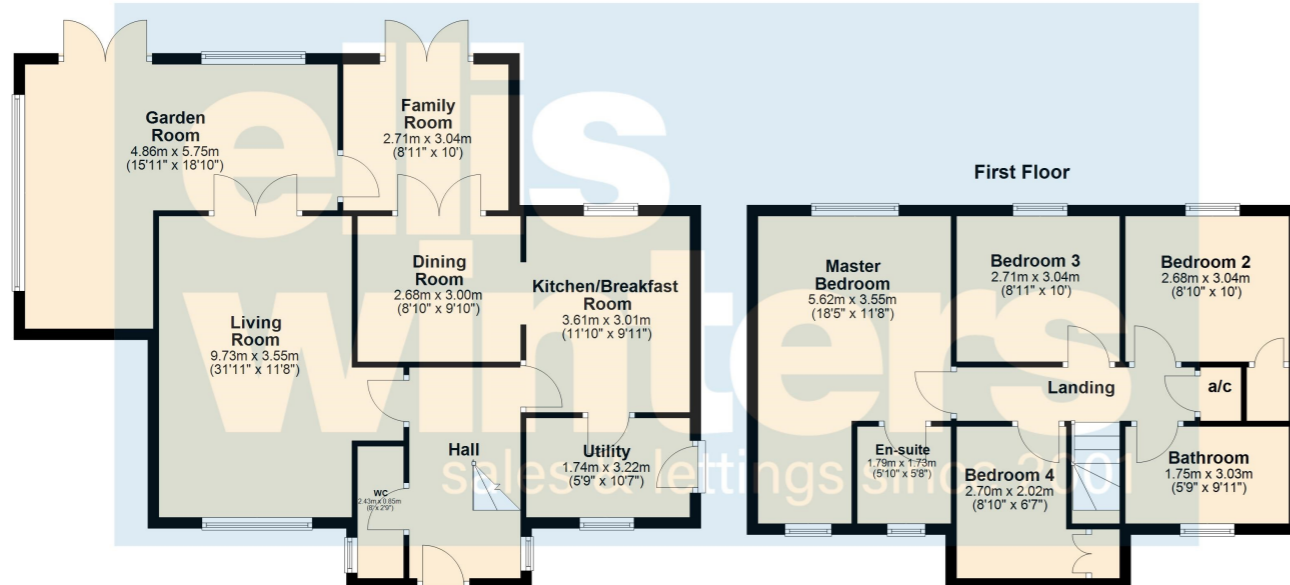 Garden
Room
4.86m x 5.75m
(15'11" x 18'10")
Family
Room
2.71m x 3.04m
(8'11" x 10')
Dining
Room
2.68m x 3.00m
(8'10" x 9'10")
Kitchen/Breakfast
Room
3.61m x 3.01m
(11'10" x 9'11")
Living
Room
9.73m x 3.55m
(31'11" x 11'8")
Hall
Utility
1.74m x 3.22m
(5'9" x 10'7")
wc
2.43m x 0.85m
(8' x 2'9")
First Floor
Master
Bedroom
5.62m x 3.55m
(18'5" x 11'8")
Bedroom 3
2.71m x 3.04m
(8'11" x 10')
Bedroom 2
2.68m x 3.04m
(8'10" x 10')
Landing
a/c
En-suite
1.79m x 1.73m
(5'10" x 5'8")
Bedroom 4
2.70m x 2.02m
(8'10" x 6'7")
Bathroom
1.75m x 3.03m
(5'9" x 9'11")
ellis
winters
sales & lettings since 2001